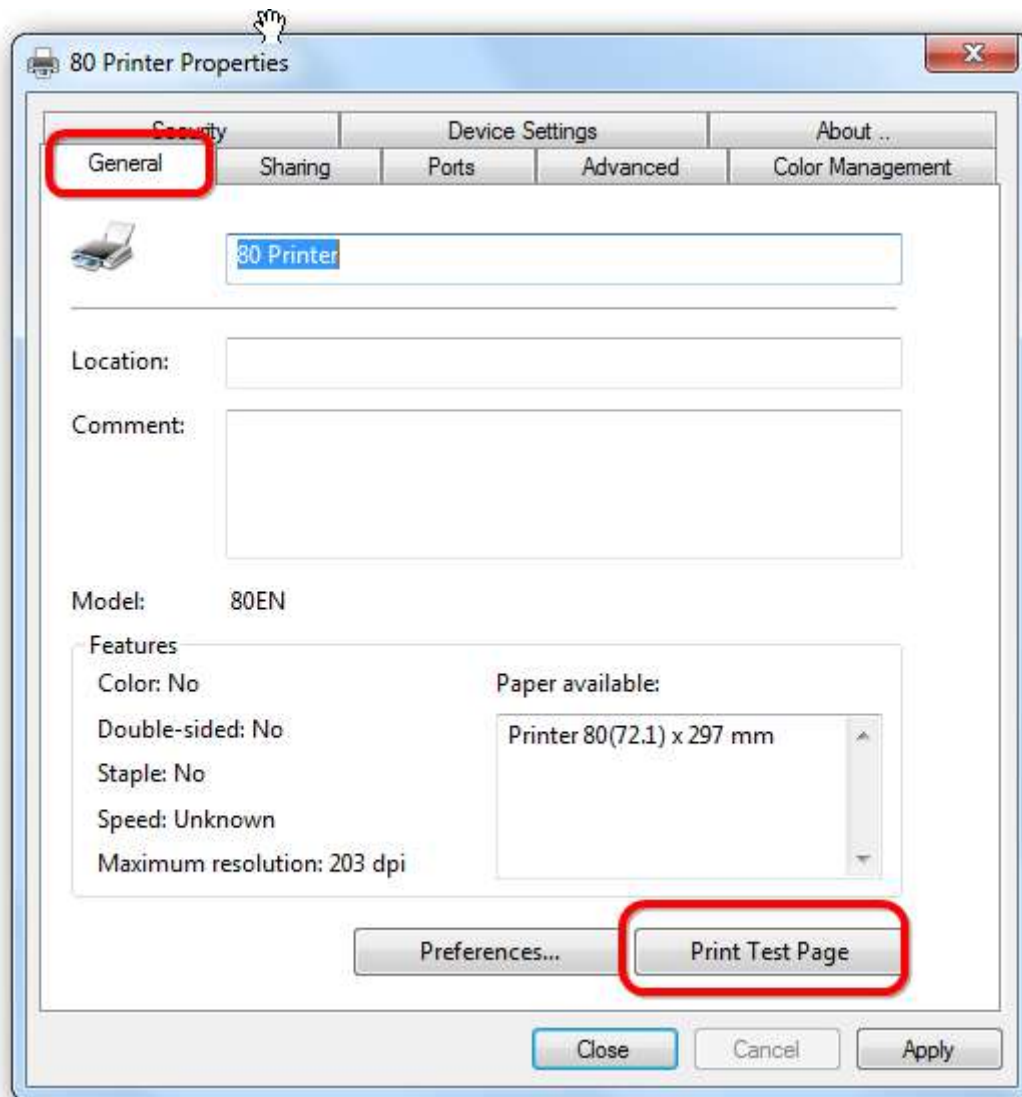 80 Printer Properties
Security Device Settings About ..
General Sharing Ports Advanced Color Management
80 Printer
Location:
Comment:
Model: 80EN
Features
Color: No Paper available:
Double-sided: No Printer 80(72.1) x 297 mm
Staple: No
Speed: Unknown
Maximum resolution: 203 dpi
Preferences... Print Test Page
Close Cancel Apply